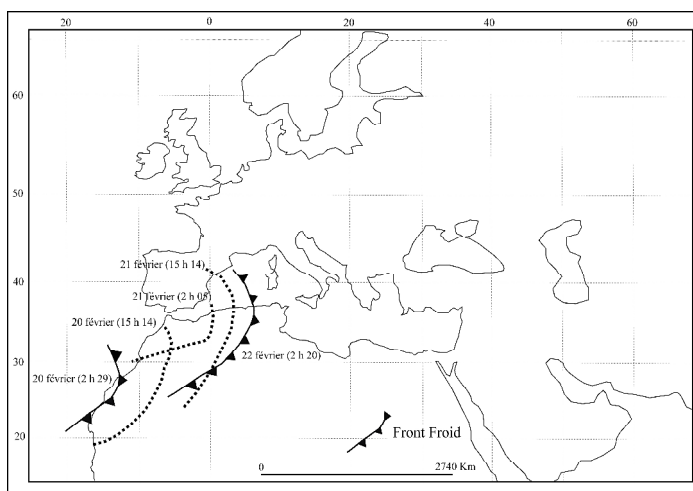 20 0 20 40 60
60
50
21 février (15 h 14)
40
21 février (2 h 05)
20 février (15 h 14)
22 février (2 h 20)
30
20 février (2 h 29)
Front Froid
20
0 2740 Km